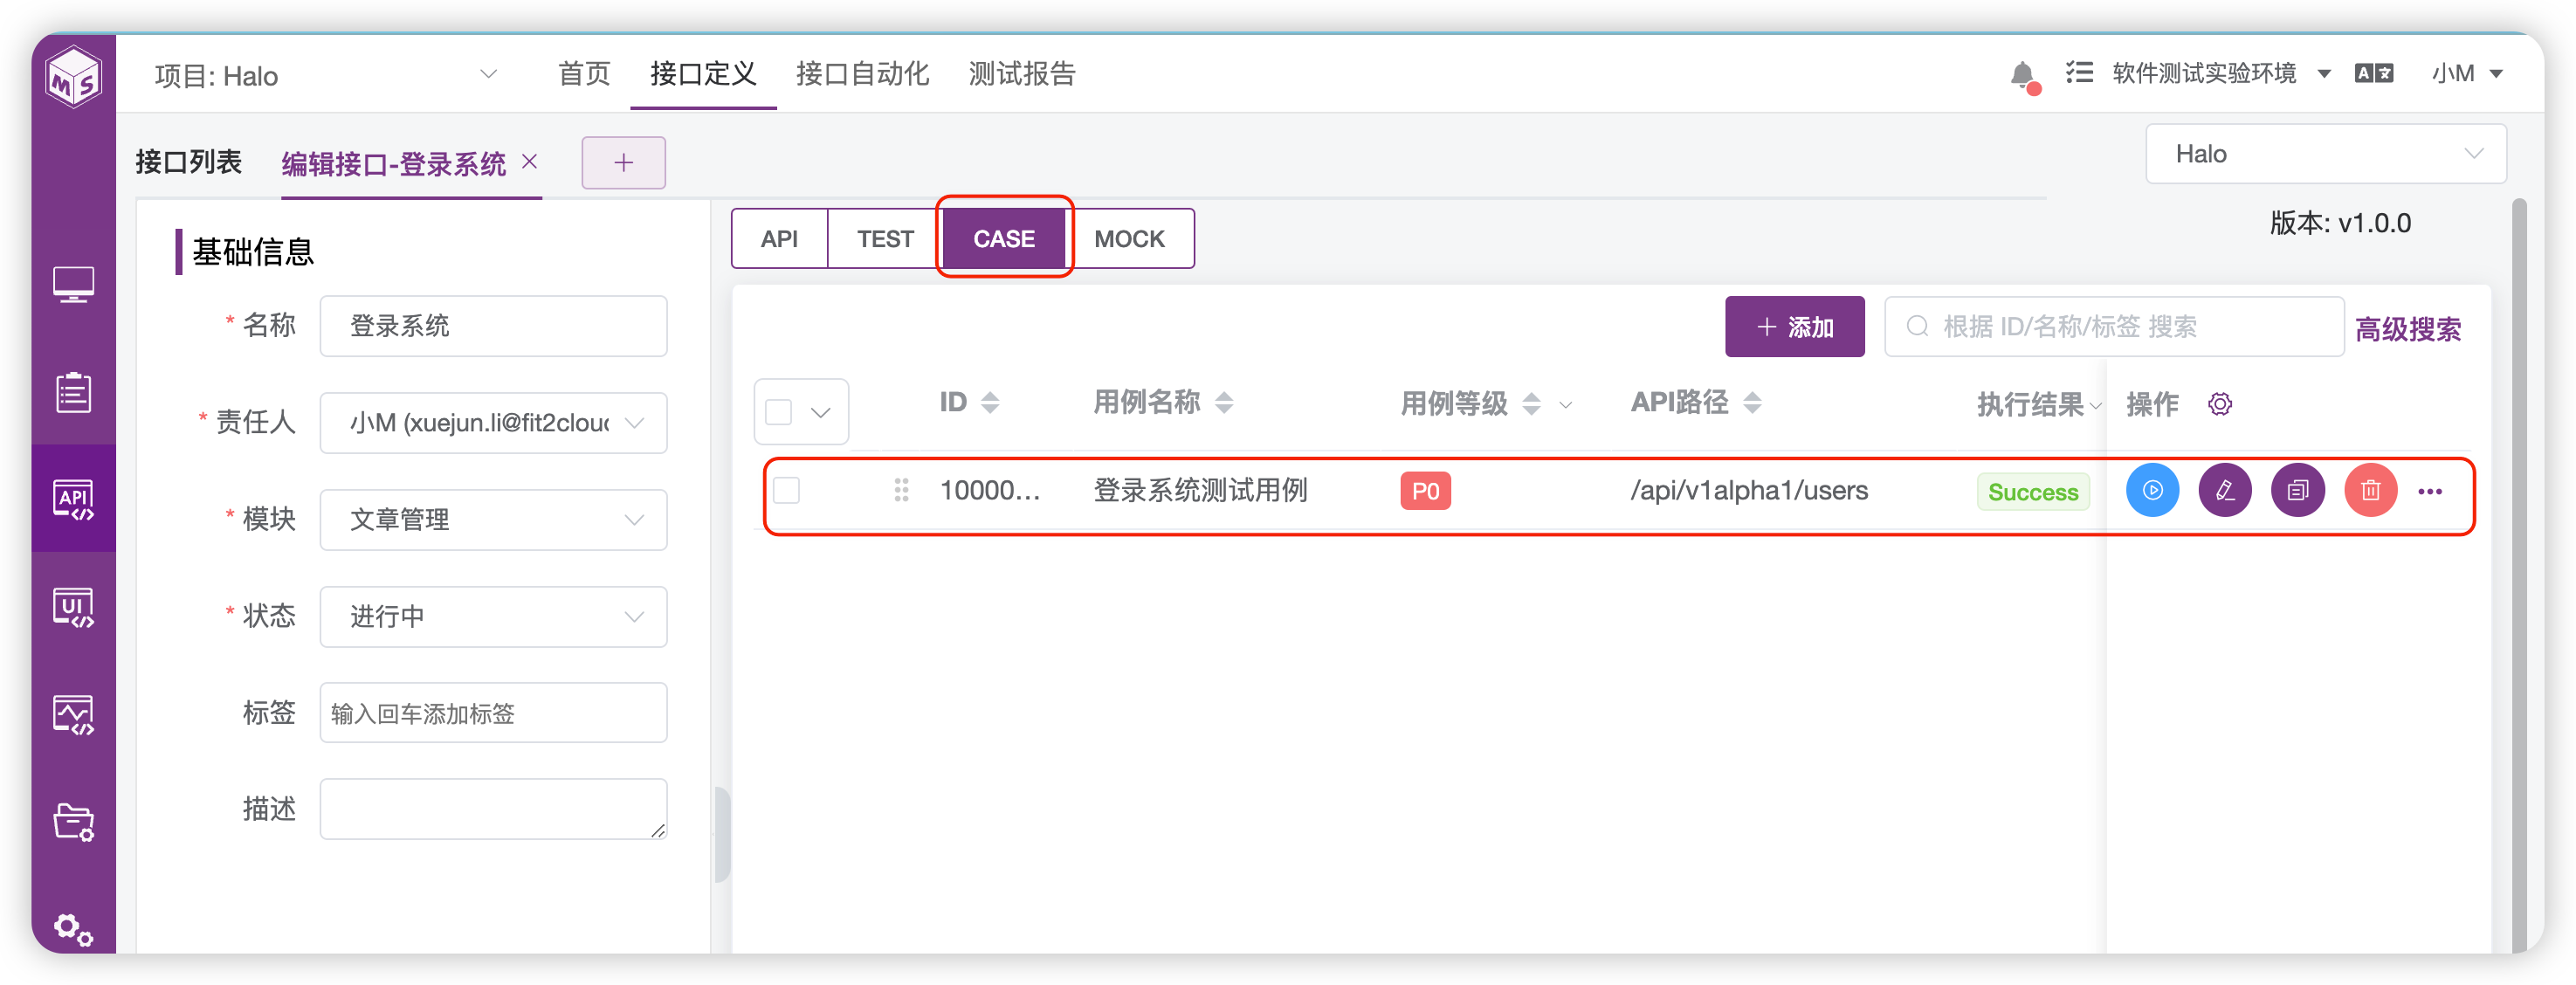 项目: Halo
首页
接口定义
接口自动化
测试报告
软件测试实验环境
小M
接口列表
编辑接口-登录系统
Halo
版本: v1.0.0
基础信息
* 名称
登录系统
* 责任人
小M (xuejun.li@fit2clou
* 模块
文章管理
* 状态
进行中
标签
输入回车添加标签
描述
API
TEST
CASE
MOCK
添加
根据 ID/名称/标签 搜索
高级搜索
ID
用例名称
用例等级
API路径
执行结果
操作
10000...
登录系统测试用例
P0
/api/v1alpha1/users
Success
MS
API
UI